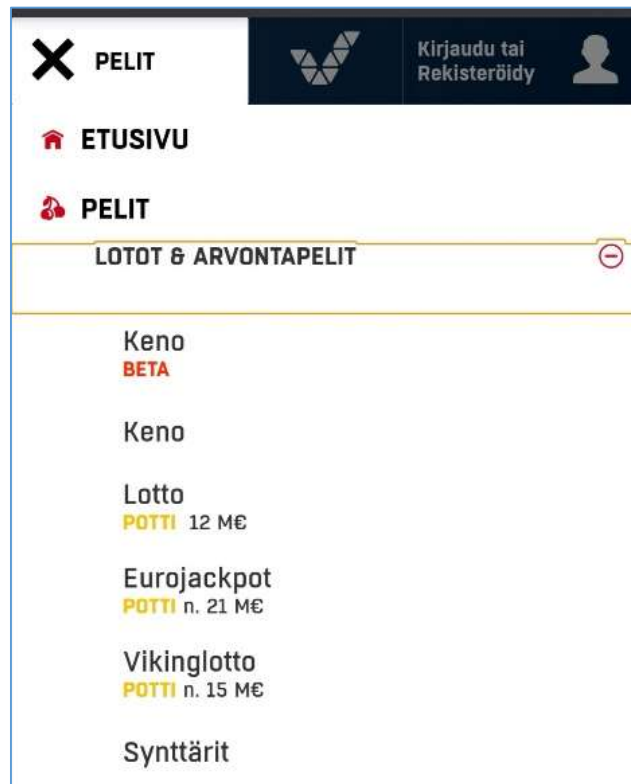 PELIT
Kirjaudu tai
Rekisteröidy
ETUSIVU
PELIT
LOTOT & ARVONTAPELIT
Keno
BETA
Keno
Lotto
POTTI 12 M€
Eurojackpot
POTTI n. 21 M€
Vikinglotto
POTTI n. 15 M€
Synttärit